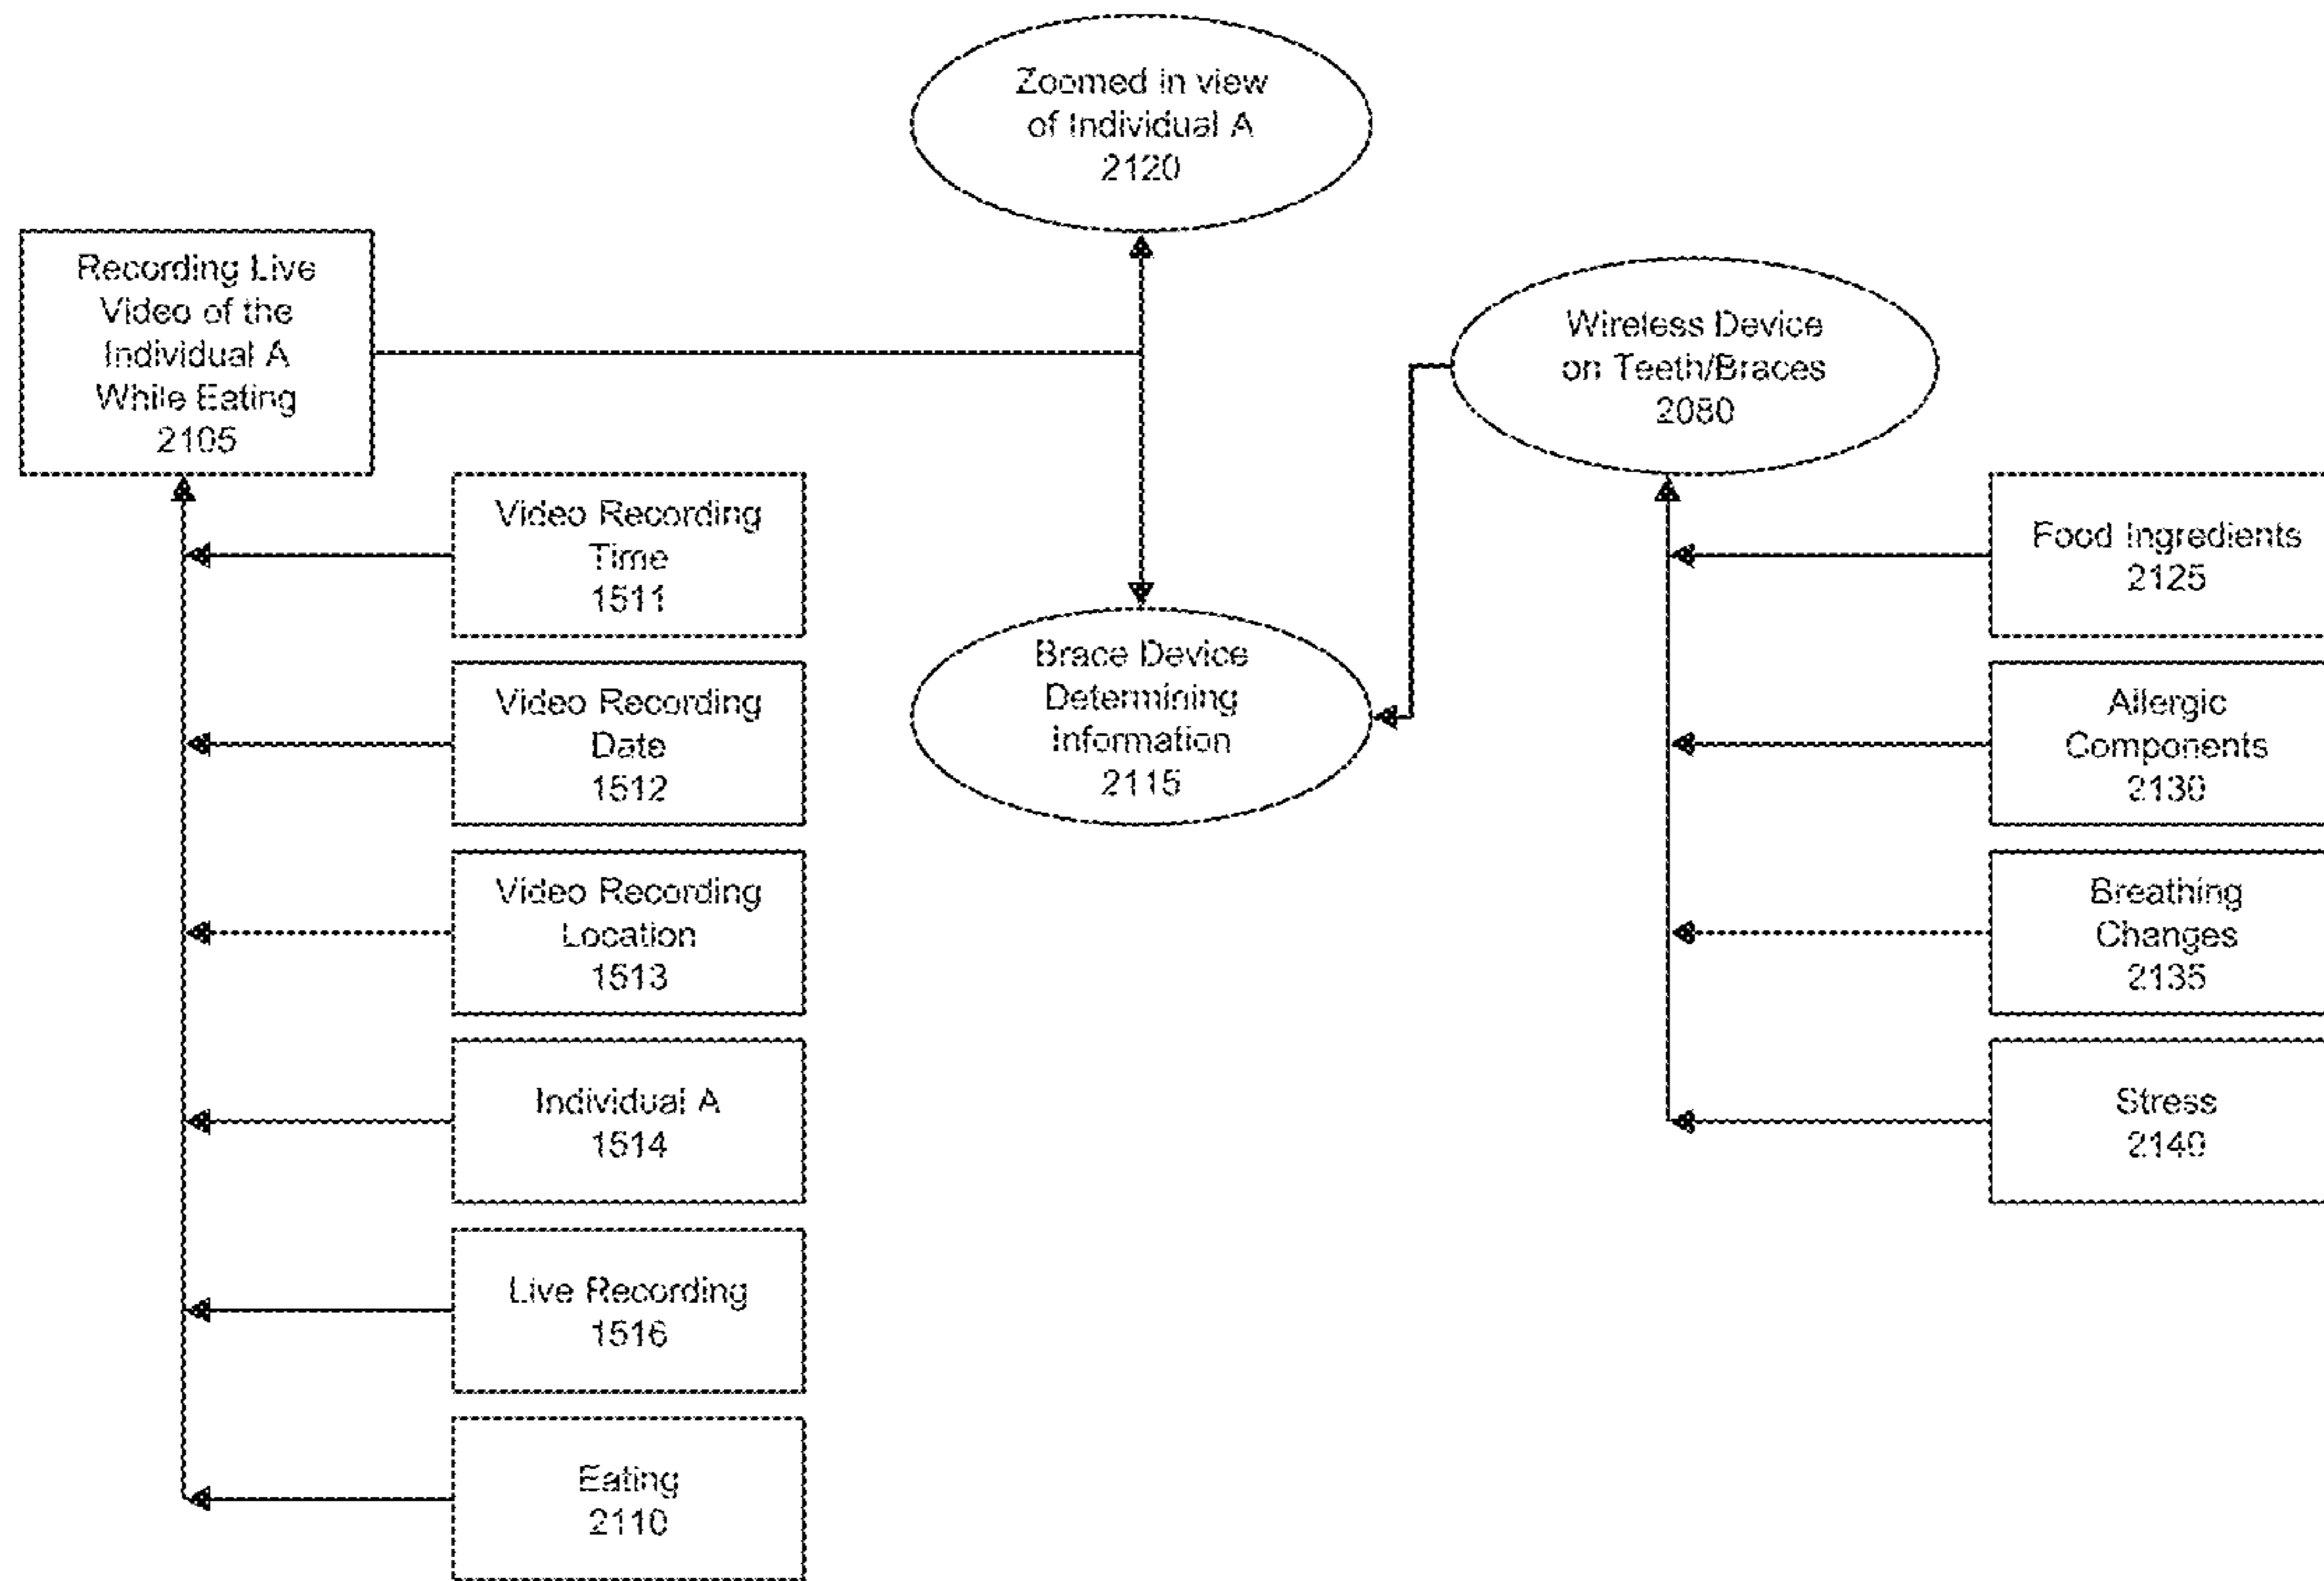 Zoomed in view
of Individual A
2120
Recording Live
Video of the
Individual A
While Eating
2105
Wireless Device
on Teeth/Braces
2080
Video Recording
Time
1511
Food Ingredients
2125
Brace Device
Determining
Information
2115
Video Recording
Date
1512
Allergic
Components
2130
Video Recording
Location
1513
Breathing
Changes
2135
Individual A
1514
Stress
2140
Live Recording
1516
Eating
2110